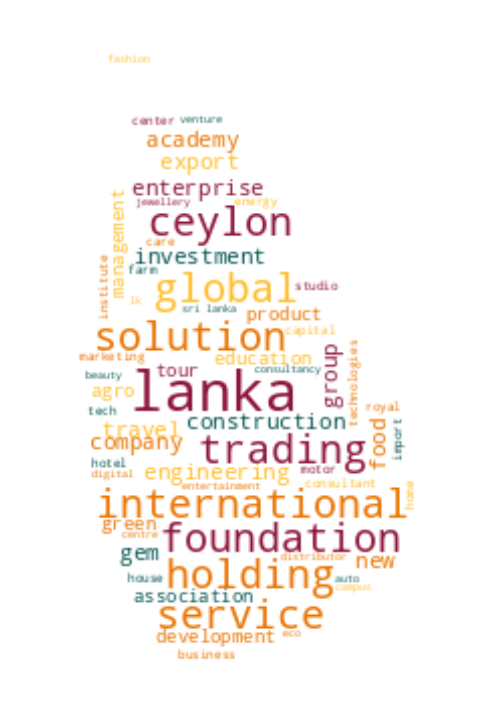 fashion
center venture
academy
export
enterprise
jewellery energy
ceylon
care
management
investment
farm
institute
global
lk
studio
sri lanka
product
solution
capital
marketing
education
tour
consultancy
group
technologies
beauty
lanka
agro
royal
tech
travel
construction
import
company
trading
food
hotel
digital
engineering
motor
entertainment
consultant
home
international
green
centre
foundation
gem
distributor
new
house
holding
auto
campus
association
service
development
eco
business